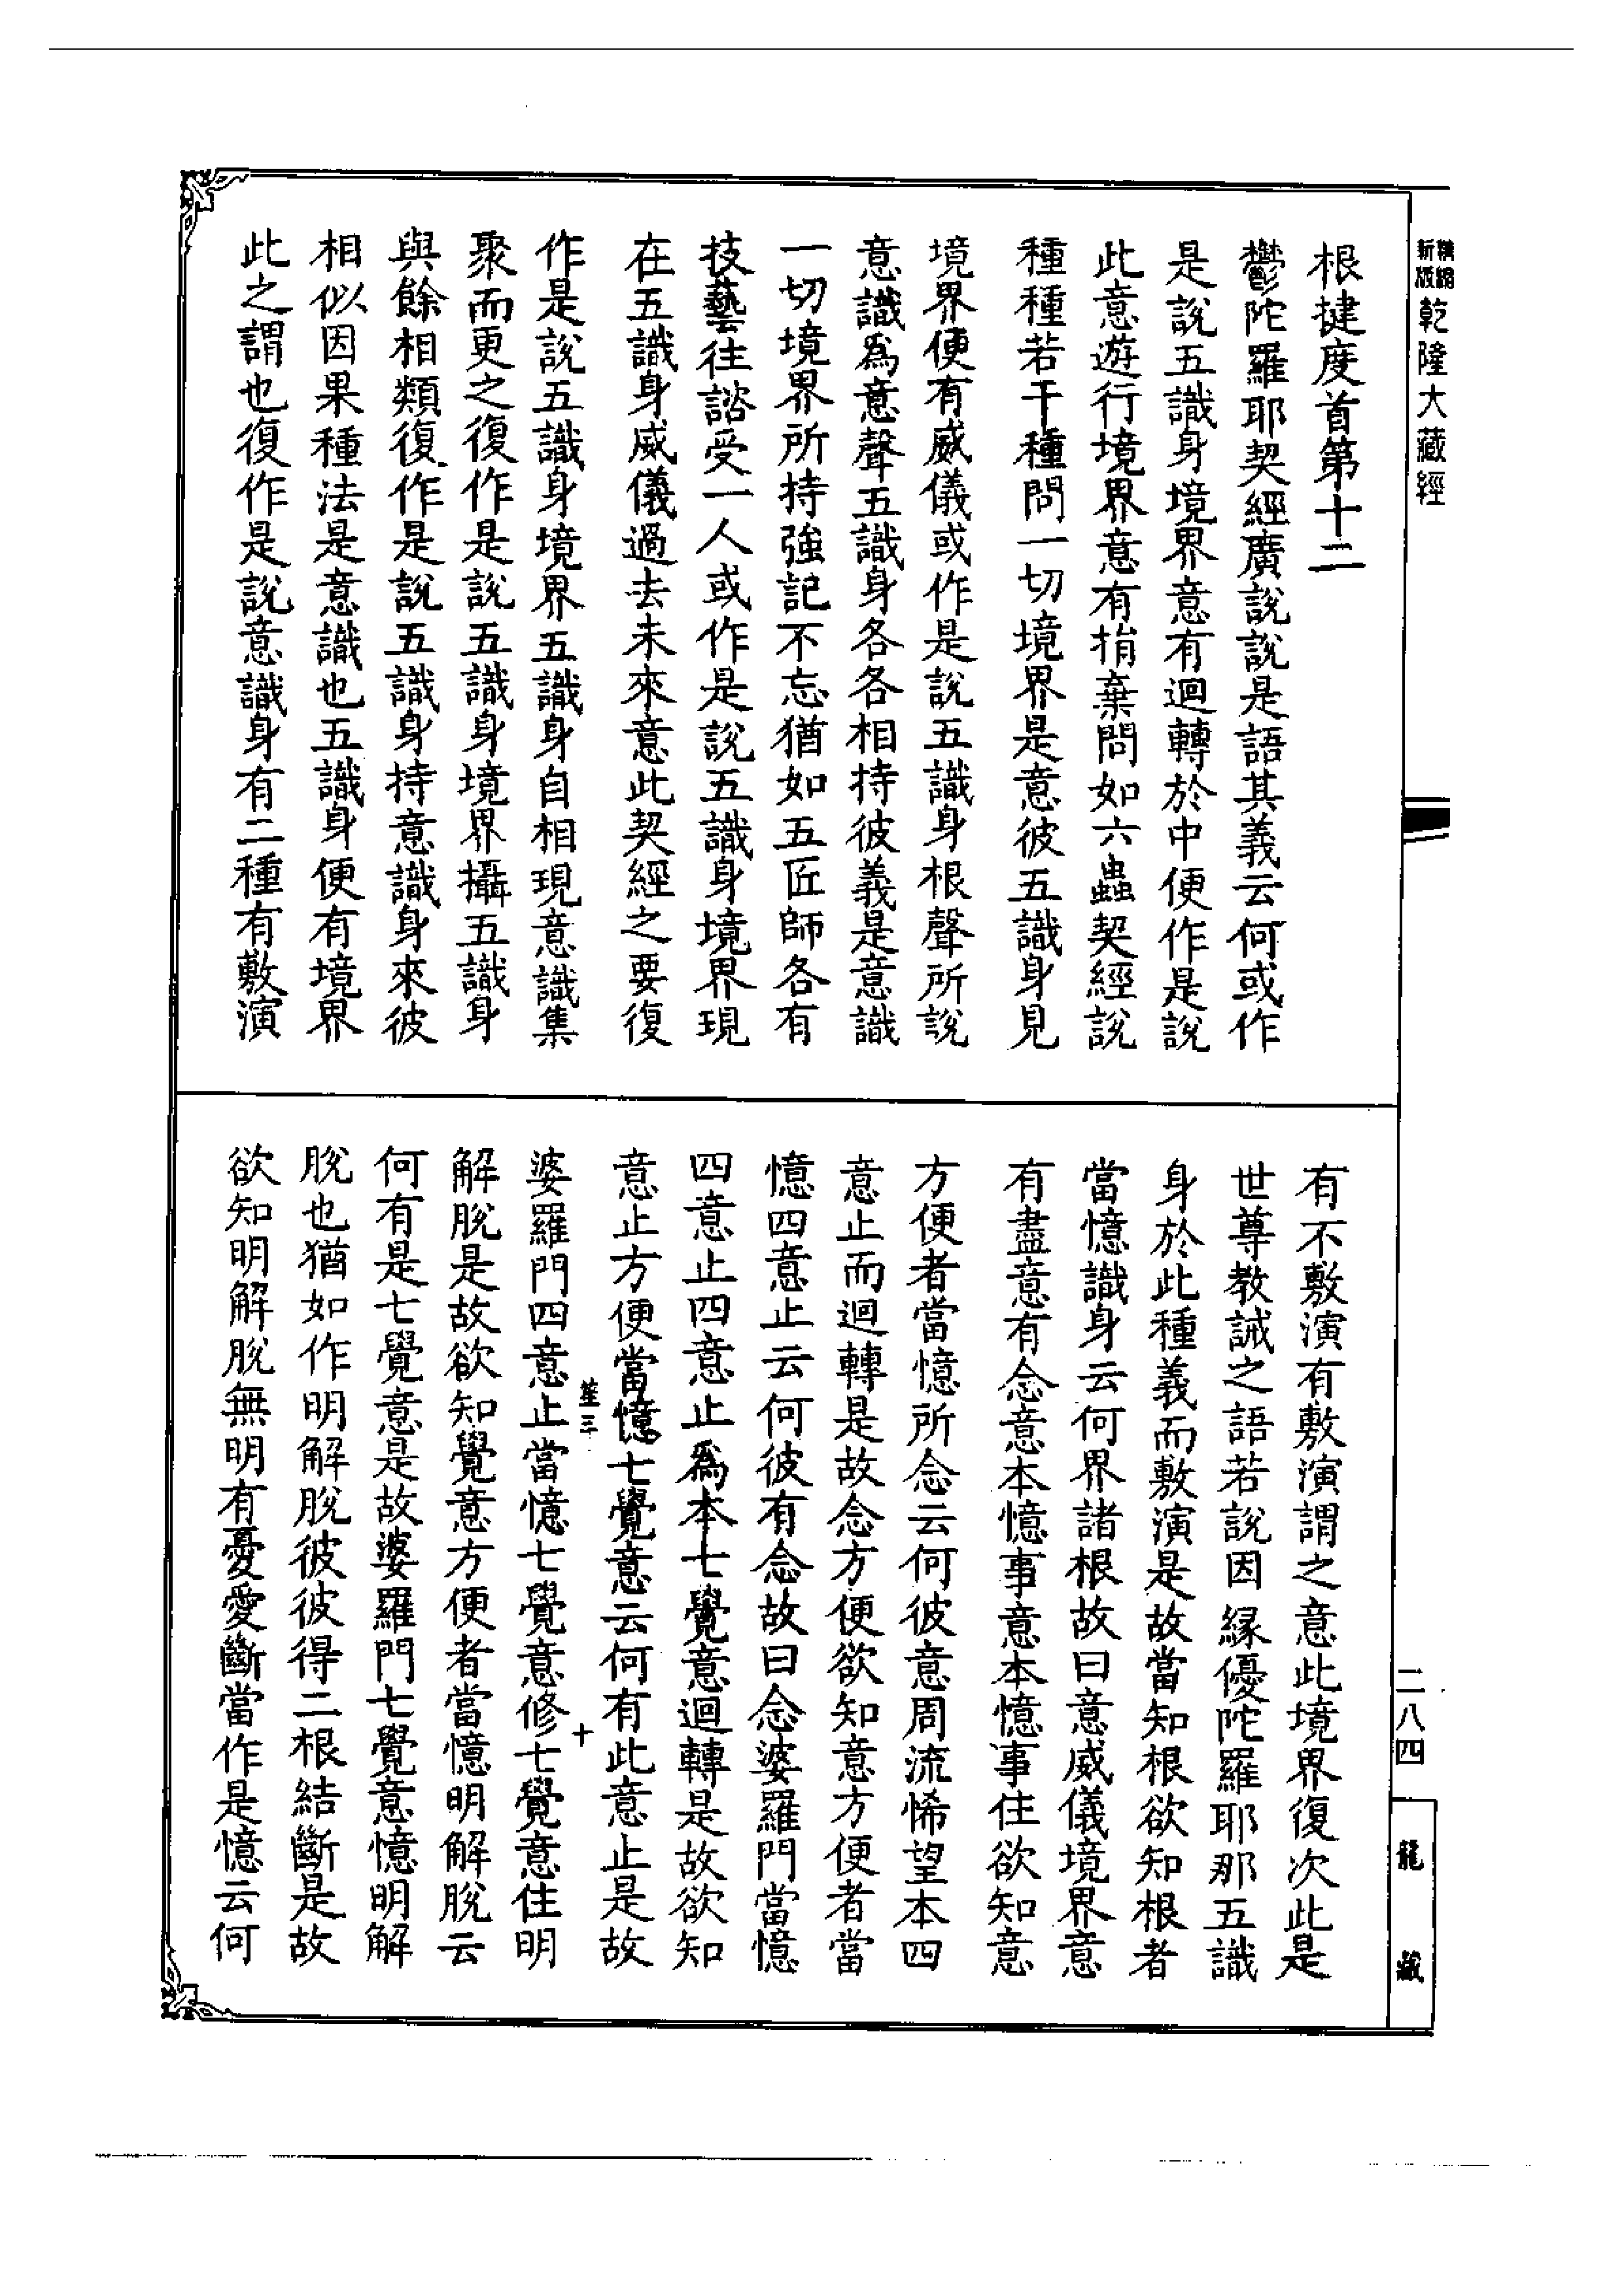 新版
精縮
乾隆大藏經
根揵度首第十二
鬱陀羅耶契經廣說說是語其義云何或作
是說五識身境界意有迴轉於中便作是說
此意遊行境界意有捐棄問如六蟲契經說
種種若干種問一切境界是意彼五識身見
境界便有威儀或作是說五識身根聲所說
意識為意聲五識身各各相持彼義是意識
一切境界所持強記不忘猶如五匠師各有
技藝往諮受一人或作是說五識身境界現
在五識身威儀過去未來意此契經之要復
作是說五識身境界五識身自相現意識集
聚而更之復作是說五識身境界攝五識身
與餘相類復作是說五識身持意識身來彼
相似因果種法是意識也五識身便有境界
此之謂也復作是說意識身有二種有敷演
有不敷演有敷演謂之意此境界復次此是
世尊教誡之語若說因緣優陀羅耶那五識
身於此種義而敷演是故當知根欲知根者
當憶識身云何界諸根故曰意威儀境界意
有盡意有念意本憶事意本憶事住欲知意
方便者當憶所念云何彼意周流悕望本四
意止而迴轉是故念方便欲知意方便者當
憶四意止云何彼有念故曰念婆羅門當憶
四意止四意止為本七覺意迴轉是故欲知
意止方便當憶七覺意云何有此意止是故
婆羅門四意止當憶七覺意修七覺意住明
解脫是故欲知覺意方便者當憶明解脫云
何有是七覺意是故婆羅門七覺意憶明解
脫也猶如作明解脫彼彼得二根結斷是故
欲知明解脫無明有憂愛斷當作是憶云何
十
二八四
龍藏